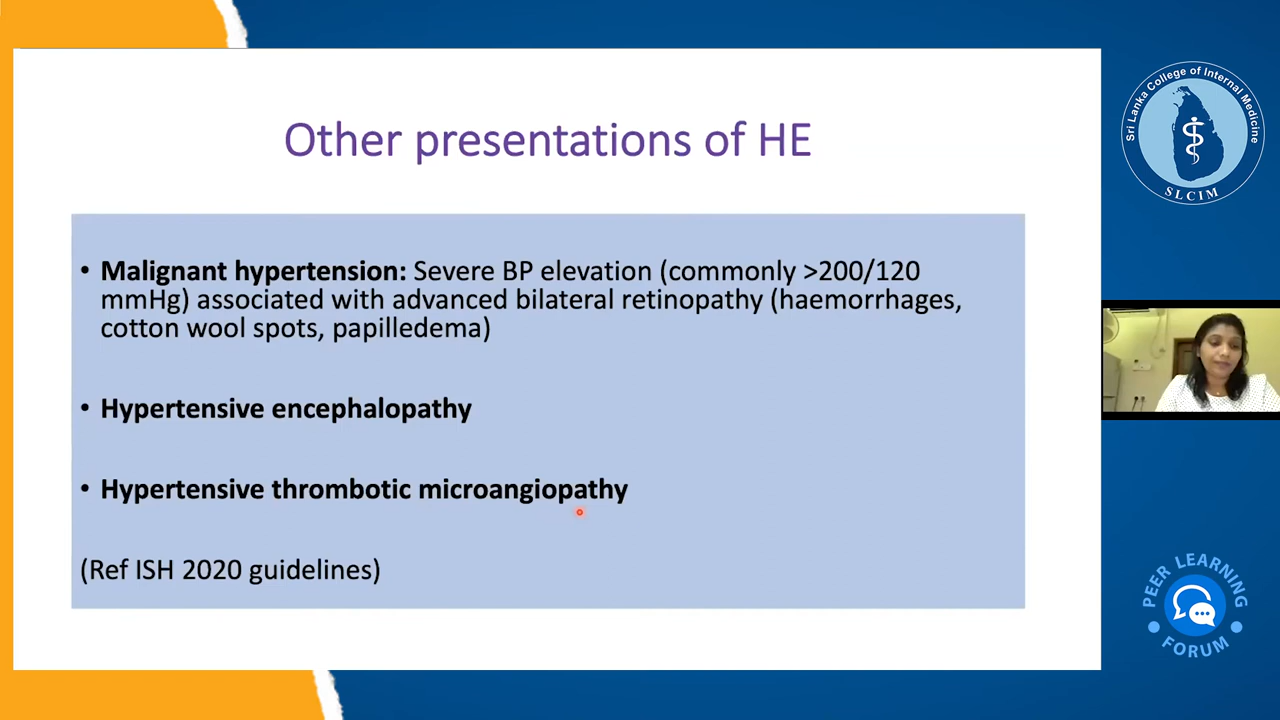 Other presentations of HE
• Malignant hypertension: Severe BP elevation (commonly >200/120
mmHg) associated with advanced bilateral retinopathy (haemorrhages,
cotton wool spots, papilledema)
• Hypertensive encephalopathy
• Hypertensive thrombotic microangiopathy
(Ref ISH 2020 guidelines)
Sri Lanka College of Internal Medicine
SLCIM
PEER LEARNING
FORUM